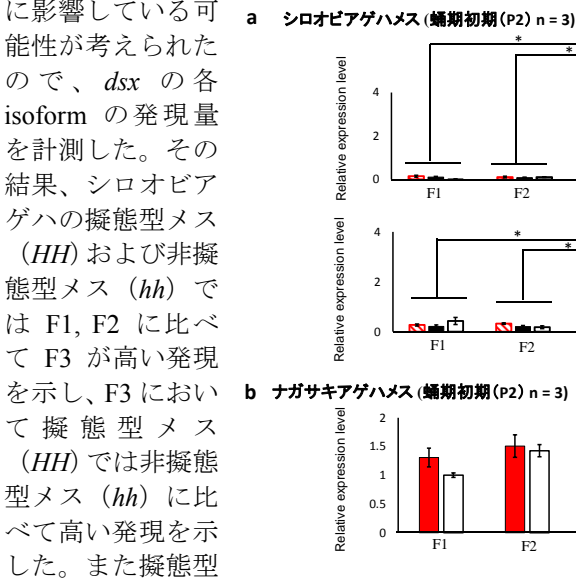 に影響している可
能性が考えられた
ので、dsx の各
isoform の発現量
を計測した。その
結果、シロオビア
ゲハの擬態型メス
（HH）および非擬
態型メス（hh）で
は F1, F2 に比べ
て F3 が高い発現
を示し、F3 におい
て擬態型メス
（HH）では非擬態
型メス（hh）に比
べて高い発現を示
した。また擬態型
a シロオビアゲハメス (蛹期初期(P2) n = 3)
*
*
Relative expression level
4
2
0
F1 F2
*
*
Relative expression level
4
2
0
F1 F2
b ナガサキアゲハメス (蛹期初期(P2) n = 3)
Relative expression level
2
1.5
1
0.5
0
F1 F2